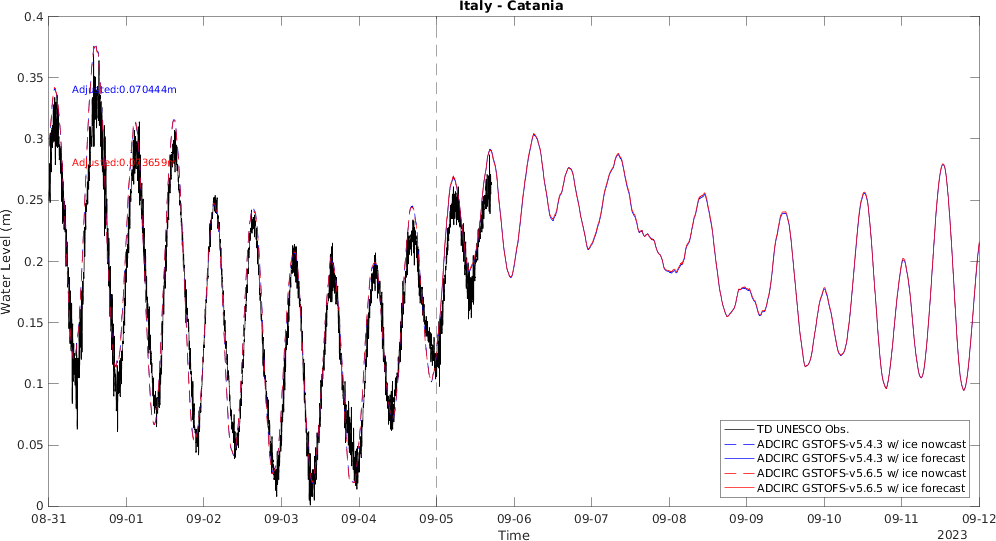 Italy - Catania
0.4
0.35
0.3
0.25
0.2
0.15
0.1
0.05
0
Water Level (m)
Adjusted:0.070444m
08-31
09-01
09-02
09-03
09-04
09-05
09-06
09-07
09-08
09-09
09-10
09-11
09-12
Time
2023
TD UNESCO Obs.
ADCIRC GSTOFS-v5.4.3 w/ ice nowcast
ADCIRC GSTOFS-v5.4.3 w/ ice forecast
ADCIRC GSTOFS-v5.6.5 w/ ice nowcast
ADCIRC GSTOFS-v5.6.5 w/ ice forecast